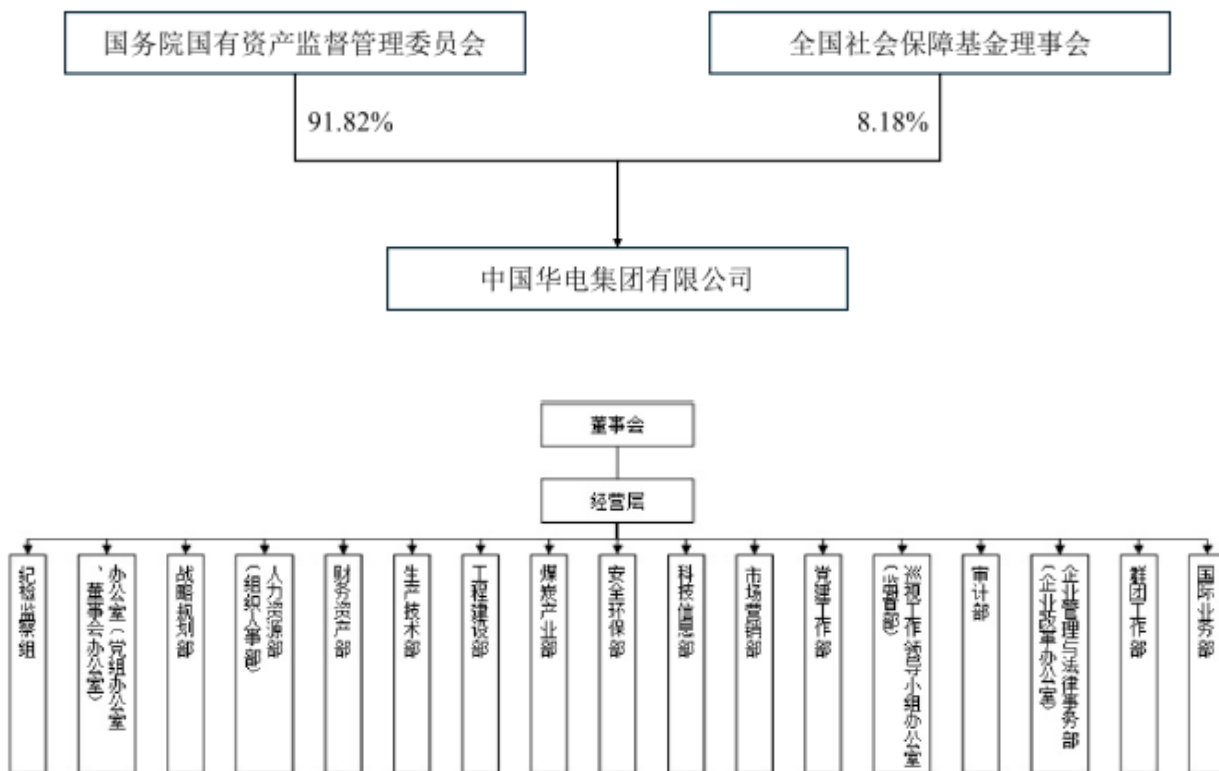 国务院国有资产监督管理委员会
全国社会保障基金理事会
91.82%
8.18%
中国华电集团有限公司
董事会
经营层
纪检监察组
办公室（党组办公室
、董事会办公室）
战略规划部
人力资源部
（组织人事部）
财务资产部
生产技术部
工程建设部
煤炭产业部
安全环保部
科技信息部
市场营销部
党建工作部
巡视工作领导小组办公室
（监督部）
审计部
企业管理与法律事务部
（企业改革办公室）
群团工作部
国际业务部